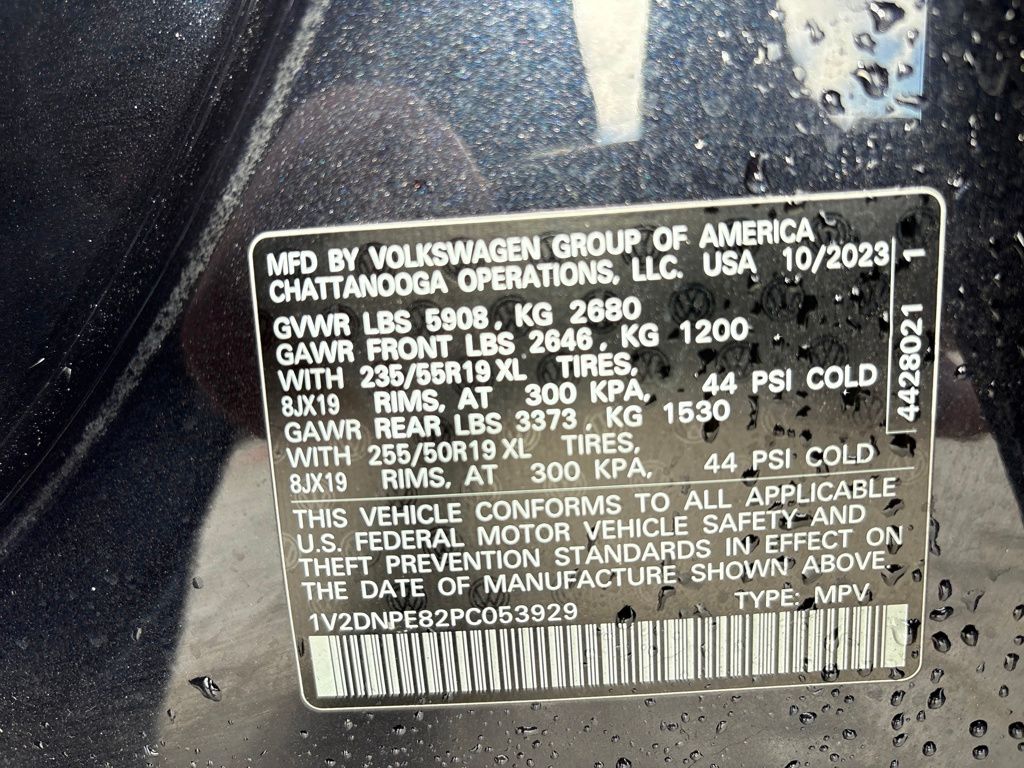 MFD BY VOLKSWAGEN GROUP OF AMERICA
CHATTANOOGA OPERATIONS, LLC. USA 10/2023
GVWR LBS 5908, KG 2680
GAWR FRONT LBS 2646, KG 1200
WITH 235/55R19 XL TIRES,
8JX19 RIMS, AT 300 KPA, 44 PSI COLD
GAWR REAR LBS 3373, KG 1530
WITH 255/50R19 XL TIRES,
8JX19 RIMS, AT 300 KPA, 44 PSI COLD
4428021 1
THIS VEHICLE CONFORMS TO ALL APPLICABLE
U.S. FEDERAL MOTOR VEHICLE SAFETY AND
THEFT PREVENTION STANDARDS IN EFFECT ON
THE DATE OF MANUFACTURE SHOWN ABOVE.
1V2DNPE82PC053929 TYPE: MPV